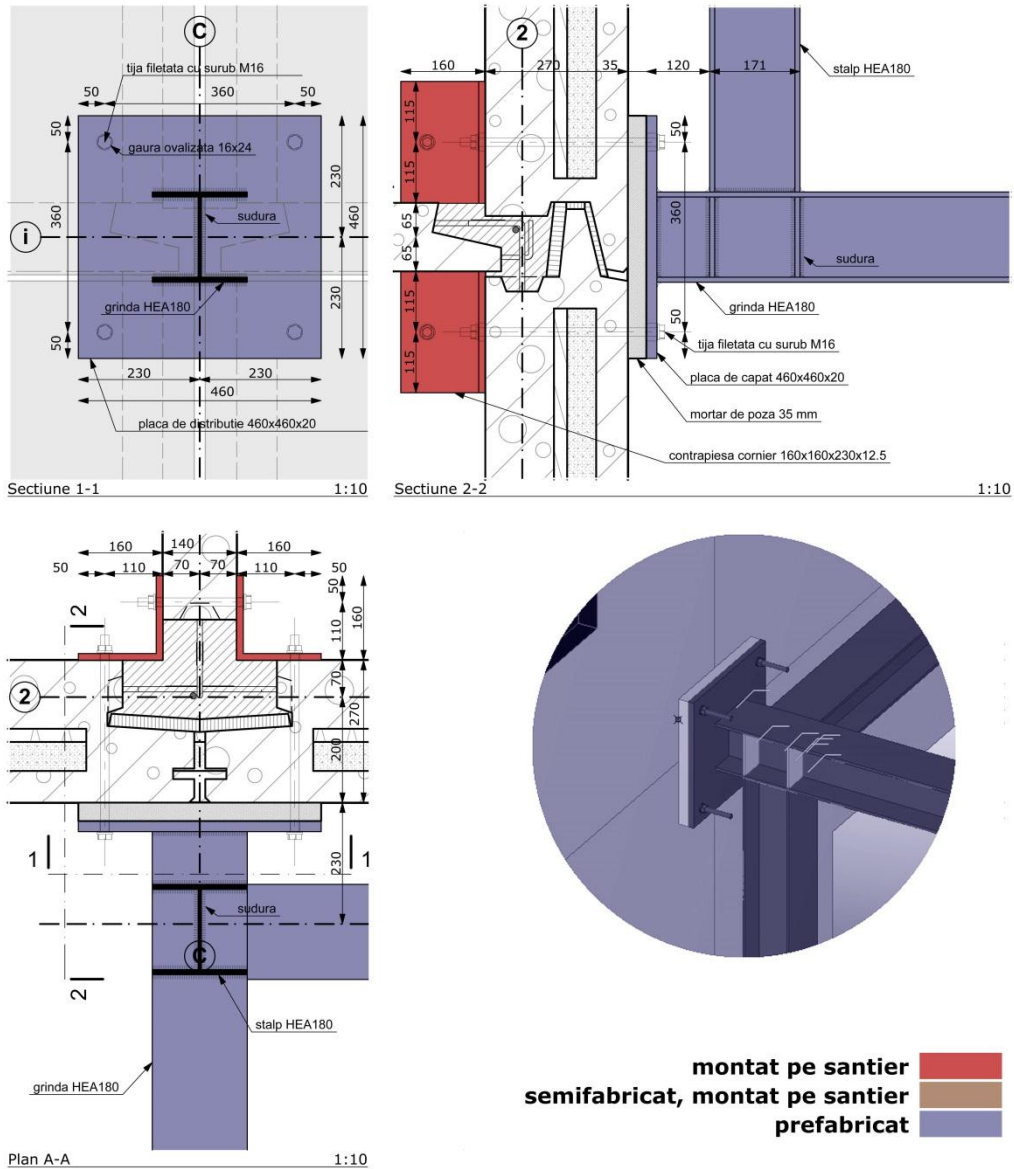 C
tija filetata cu surub M16
50
360
50
50
gaura ovalizata 16x24
230
360
sudura
460
i
grinda HEA180
230
50
230
230
460
placa de distributie 460x460x20
Sectiune 1-1
1:10
2
160
270
35
120
171
stalp HEA180
115
50
115
65
360
65
sudura
115
grinda HEA180
50
tija filetata cu surub M16
115
placa de capat 460x460x20
mortar de poza 35 mm
contrapiesa cornier 160x160x230x12.5
Sectiune 2-2
1:10
160
140
160
50
110
70
70
110
50
50
160
2
110
70
2
270
200
1
1
230
sudura
C
2
stalp HEA180
grinda HEA180
Plan A-A
1:10
montat pe santier
semifabricat, montat pe santier
prefabricat